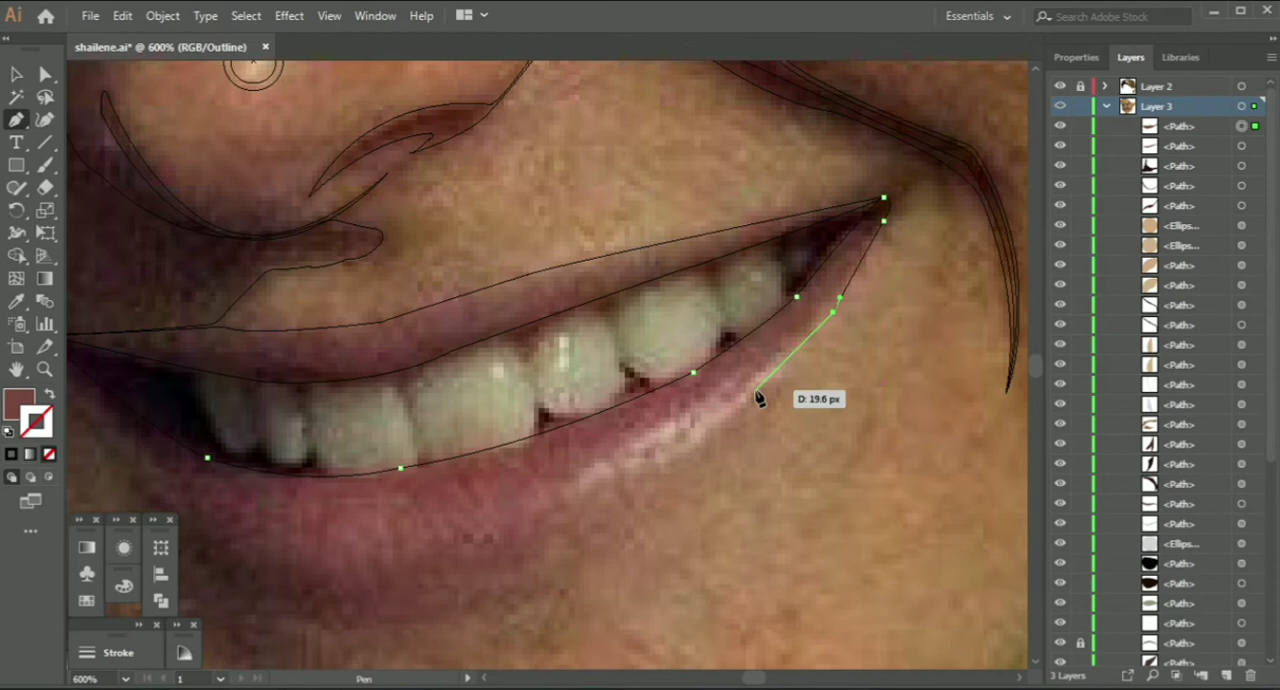 Ai File Edit Object Type Select Effect View Window Help Essentials Search Adobe Stock
shailene.ai* @ 600% (RGB/Outline) ×
Properties Layers Libraries
Layer 2
Layer 3
<Path>
<Path>
<Path>
<Path>
<Path>
<Ellips...
<Ellips...
<Path>
<Path>
<Path>
<Path>
<Path>
<Path>
<Path>
<Path>
<Path>
<Path>
<Path>
<Path>
<Path>
<Path>
<Ellips...
<Path>
<Path>
<Path>
<Path>
<Path>
<Path>
D: 19.6 px
Stroke
600% 1 Pen 3 Layers